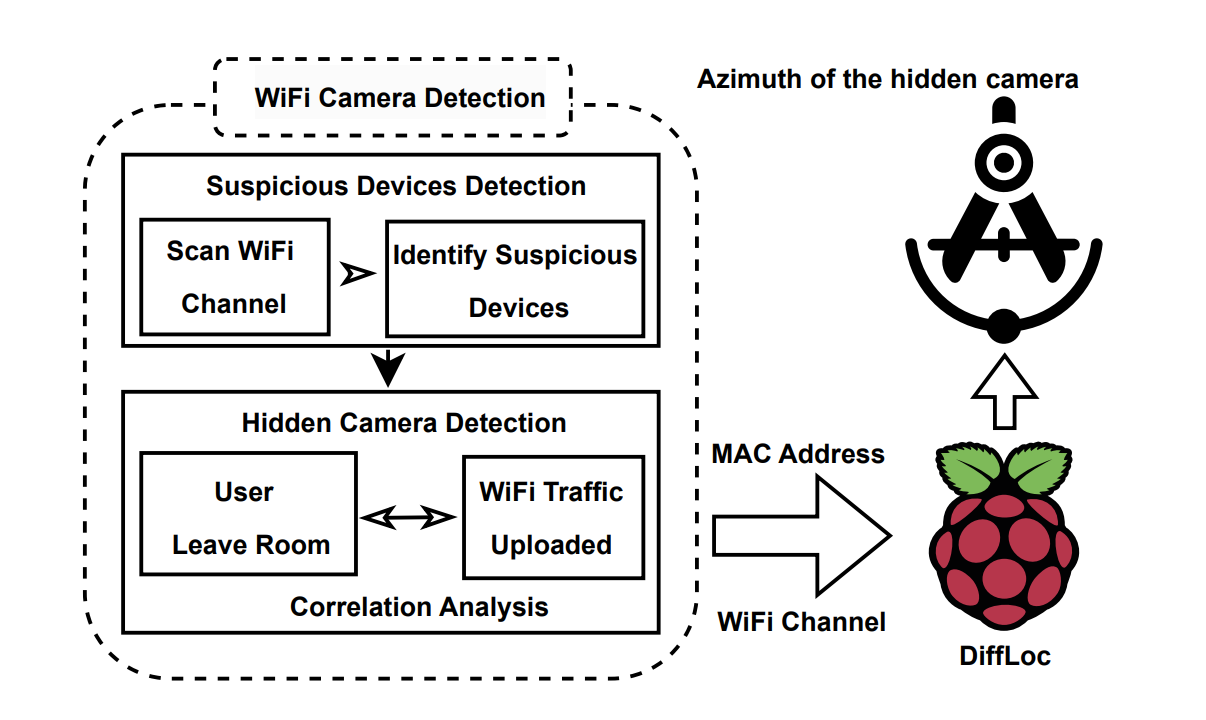 WiFi Camera Detection
Suspicious Devices Detection
Scan WiFi
Channel
Identify Suspicious
Devices
Hidden Camera Detection
User
Leave Room
WiFi Traffic
Uploaded
Correlation Analysis
MAC Address
WiFi Channel
Azimuth of the hidden camera
DiffLoc